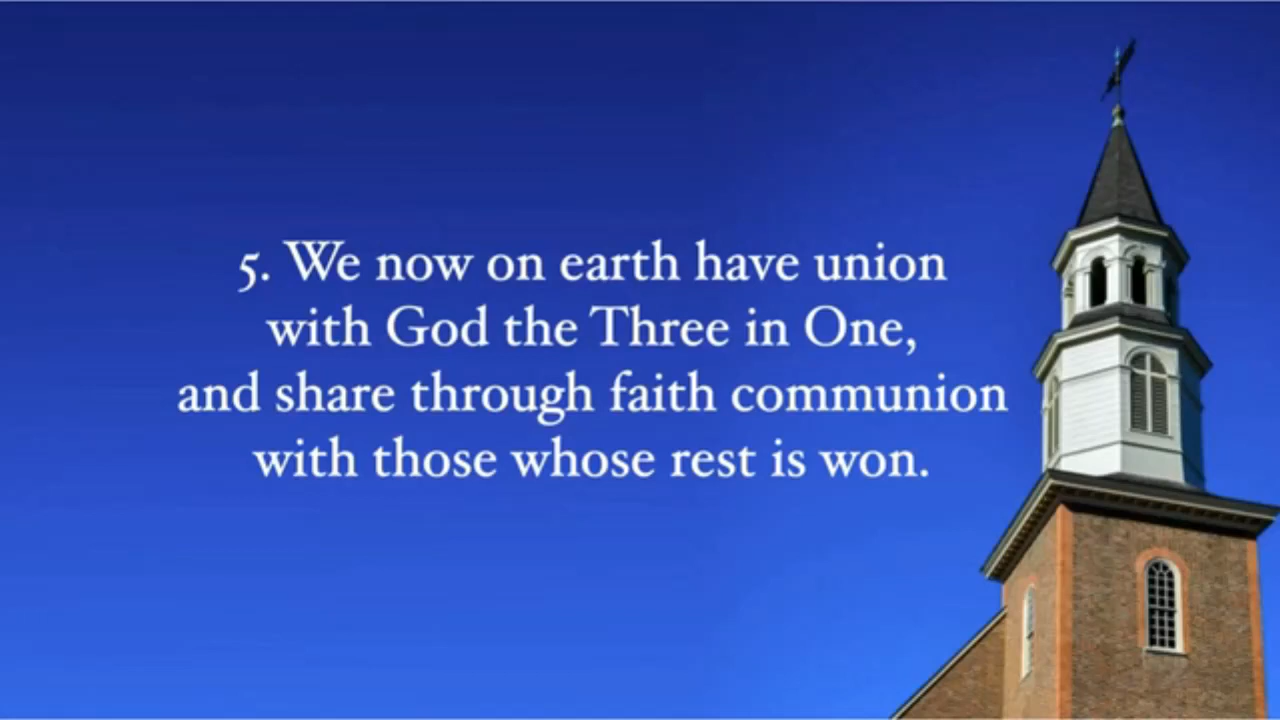 5. We now on earth have union
with God the Three in One,
and share through faith communion
with those whose rest is won.